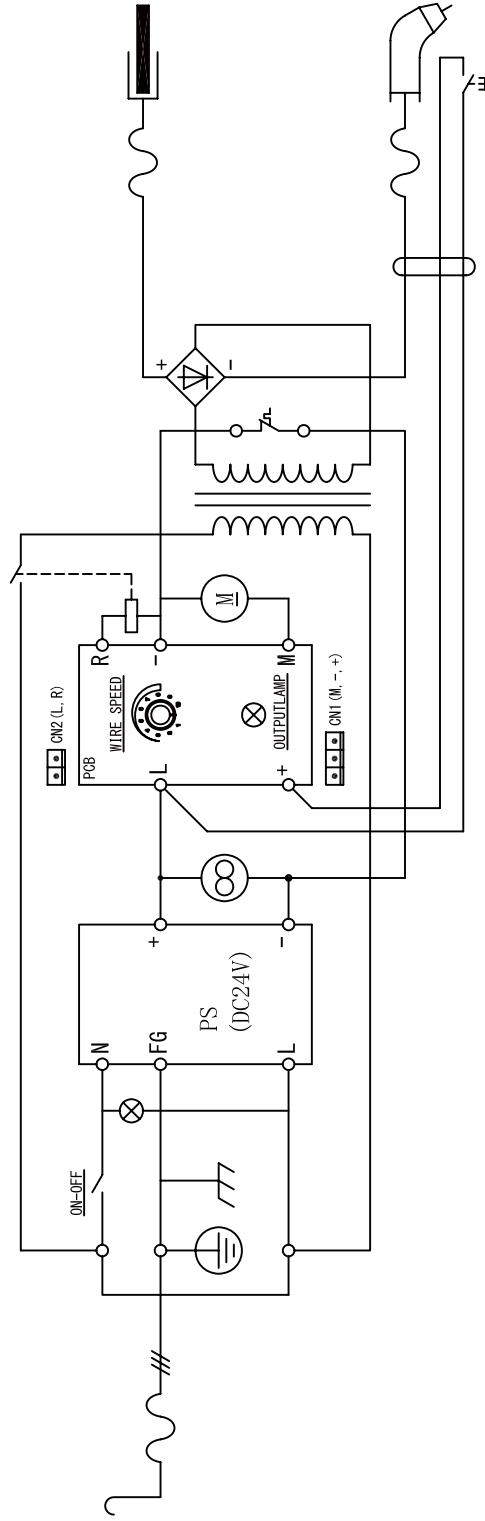 CN2 (L, R)
PCB
WIRE SPEED
R
-
M
L
+
OUTPUTLAMP
CN1 (M, -, +)
M
+
-
ON-OFF
N
FG
L
PS
(DC24V)
+
-